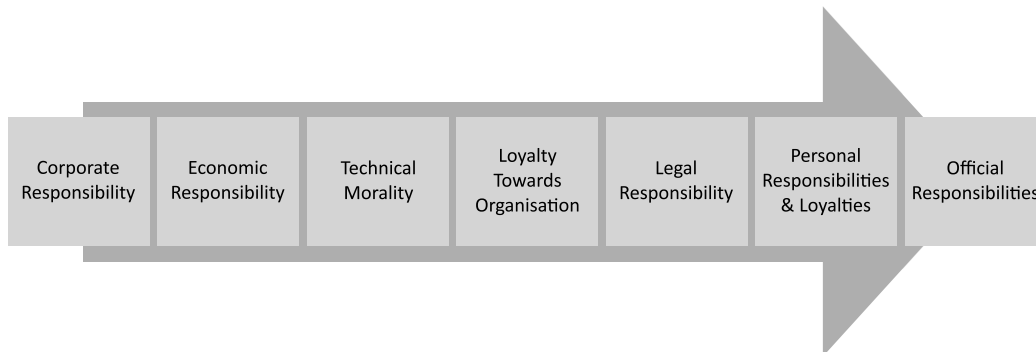 Corporate
Responsibility
Economic
Responsibility
Technical
Morality
Loyalty
Towards
Organisation
Legal
Responsibility
Personal
Responsibilities
& Loyalties
Official
Responsibilities